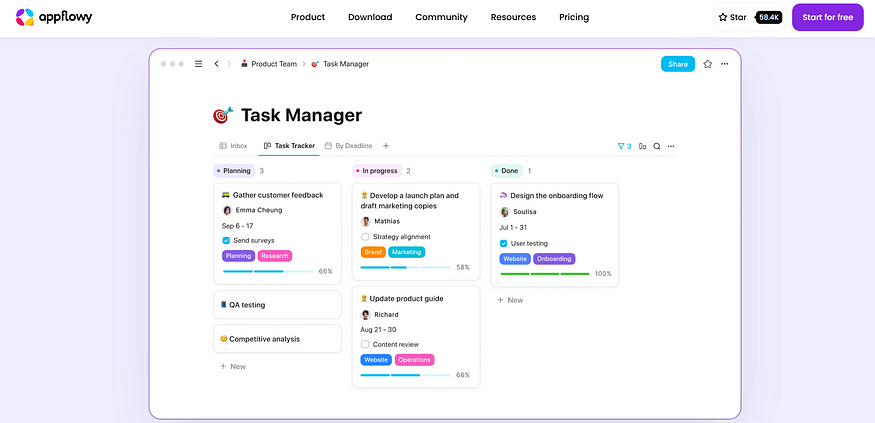 appflowy
Product Download Community Resources Pricing
Star 58.4K
Start for free
Product Team > Task Manager
Share
Task Manager
Inbox Task Tracker By Deadline
3
Planning 3
Gather customer feedback
Emma Cheung
Sep 6 - 17
Send surveys
Planning Research
66%
QA testing
Competitive analysis
+ New
In progress 2
Develop a launch plan and
draft marketing copies
Mathias
Strategy alignment
Brand Marketing
58%
Update product guide
Richard
Aug 21 - 30
Content review
Website Operations
66%
Done 1
Design the onboarding flow
Soulisa
Jul 1 - 31
User testing
Website Onboarding
100%
+ New